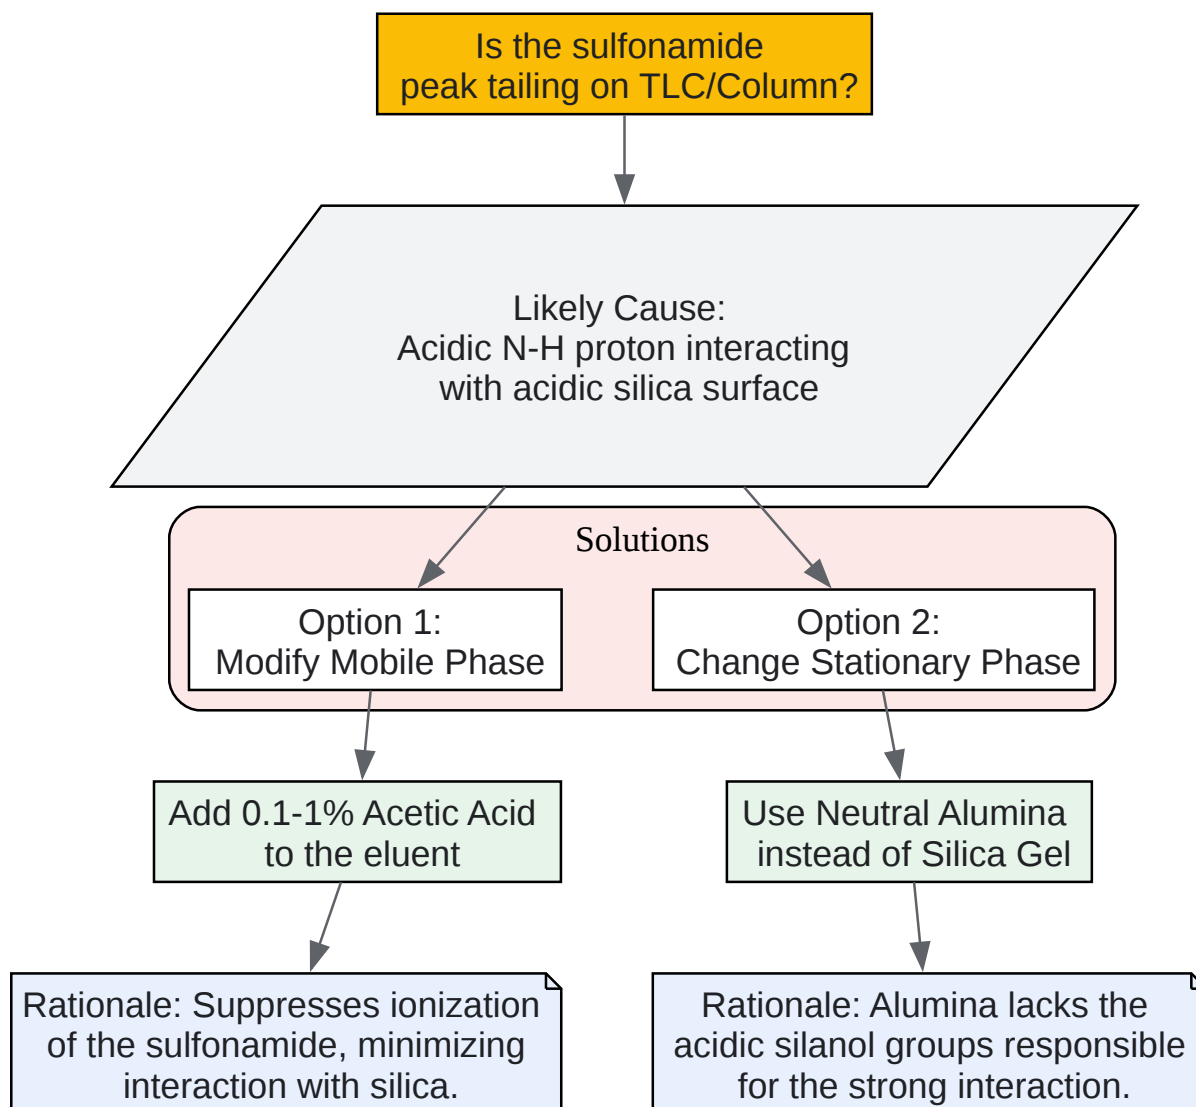 Is the sulfonamide
peak tailing on TLC/Column?
Likely Cause:
Acidic N-H proton interacting
with acidic silica surface
Solutions
Option 1:
Modify Mobile Phase
Option 2:
Change Stationary Phase
Add 0.1-1% Acetic Acid
to the eluent
Use Neutral Alumina
instead of Silica Gel
Rationale: Suppresses ionization
of the sulfonamide, minimizing
interaction with silica.
Rationale: Alumina lacks the
acidic silanol groups responsible
for the strong interaction.